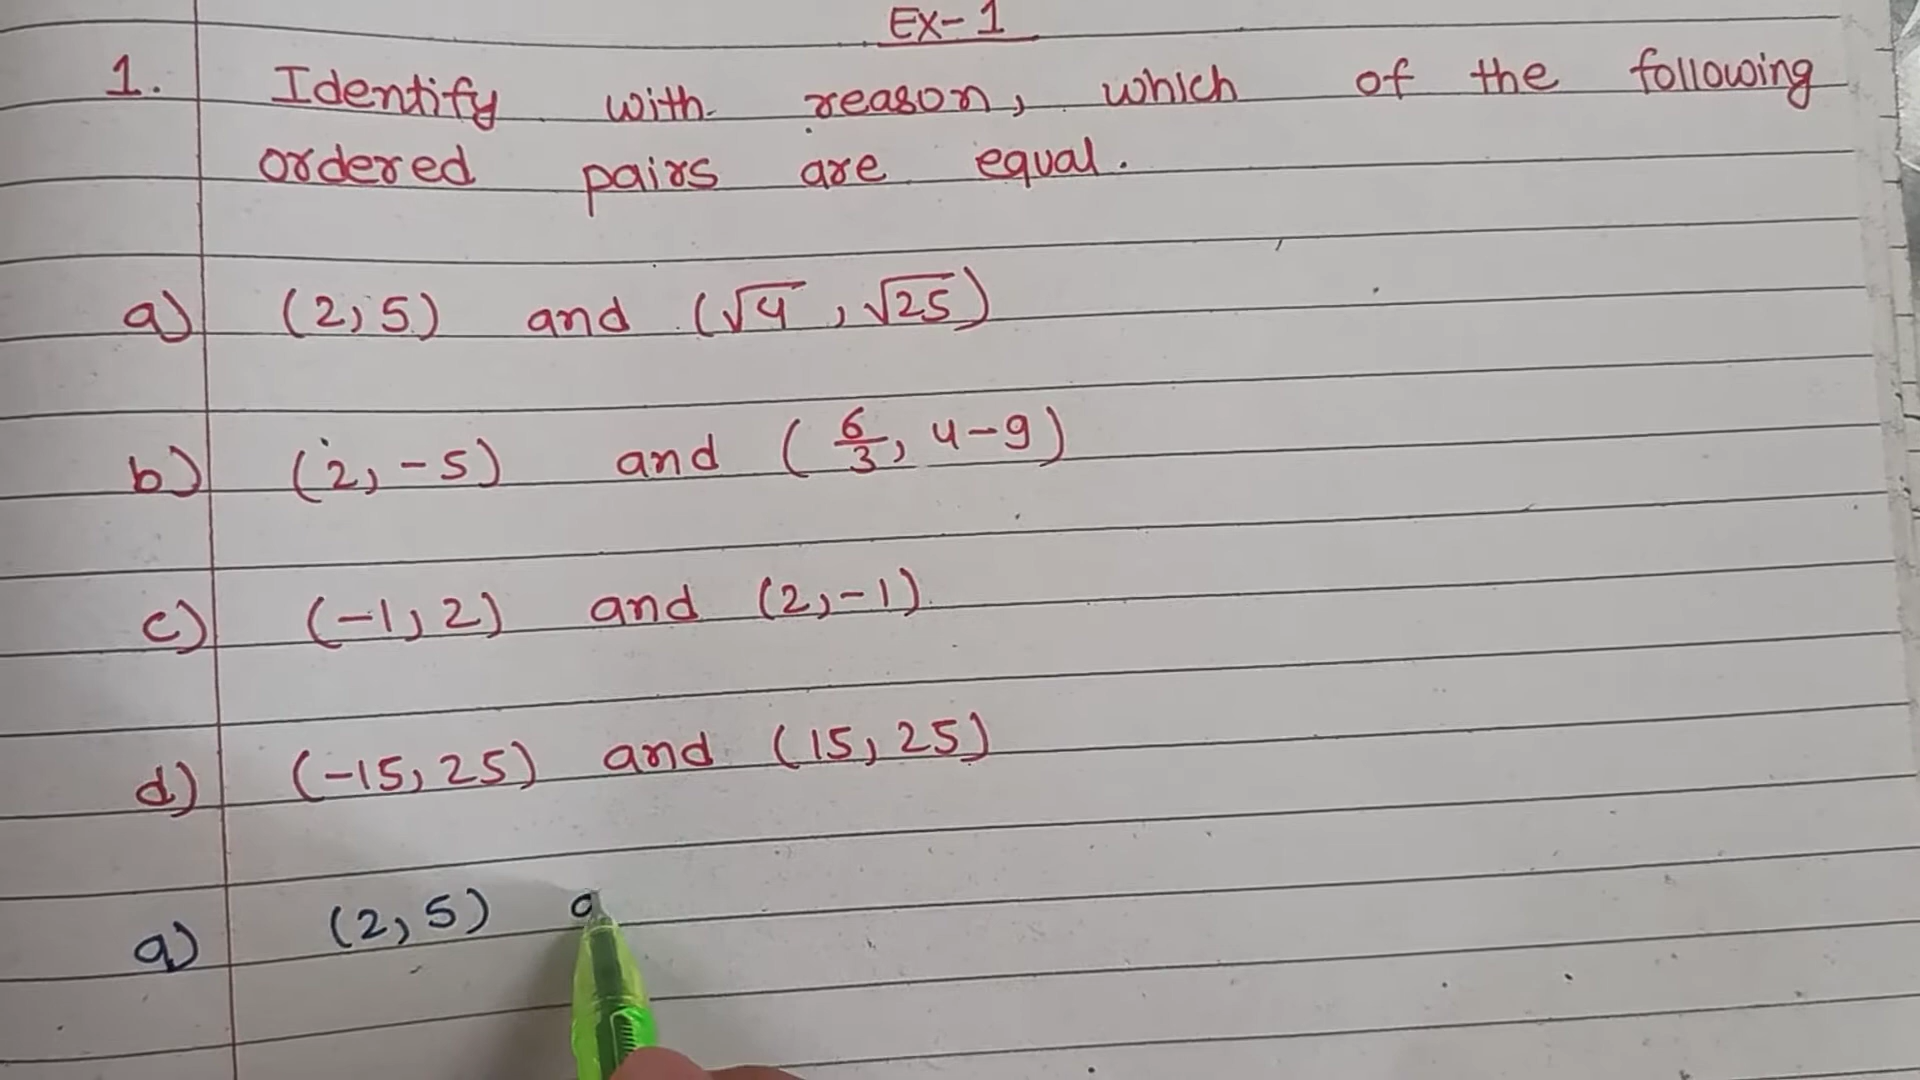 Ex-1
1. Identify with reason, which of the following
ordered pairs are equal.
a) (2, 5) and (√4, √25)
b) (2, -5) and (6/3, 4-9)
c) (-1, 2) and (2, -1)
d) (-15, 25) and (15, 25)
a) (2, 5) a